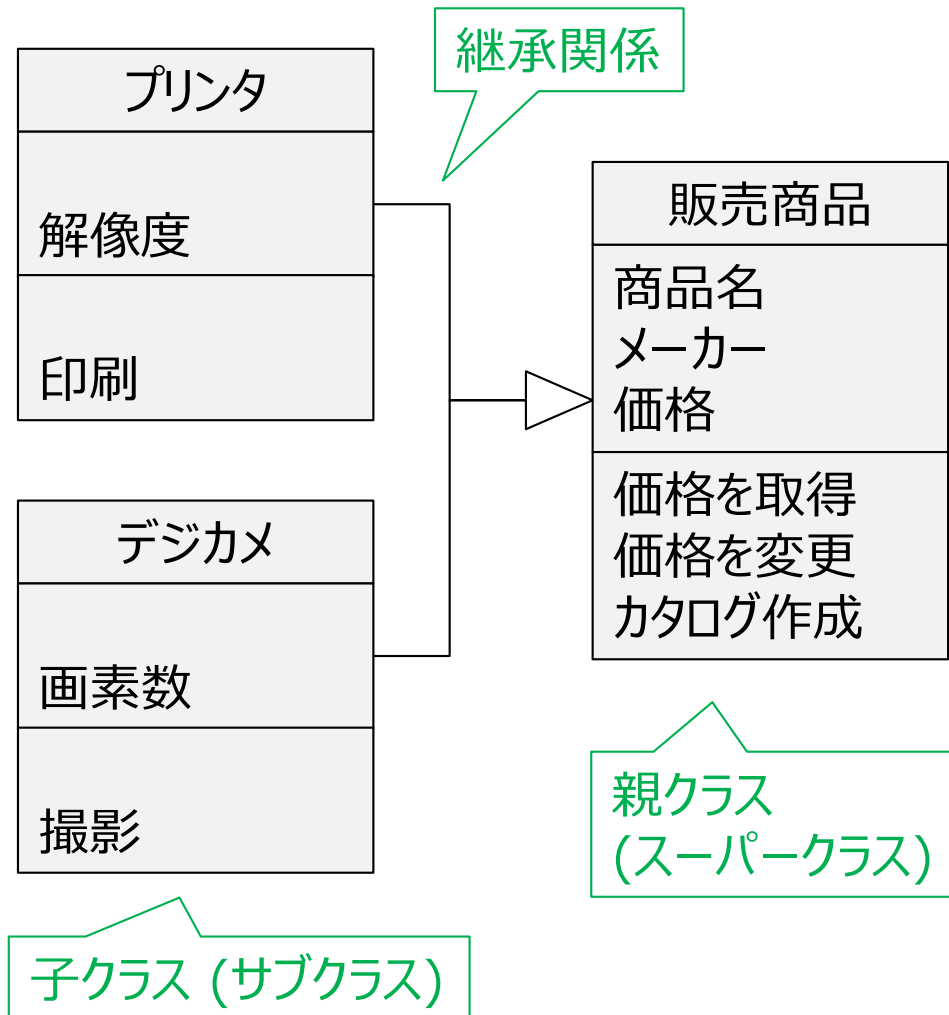 継承関係
プリンタ
解像度
印刷
販売商品
商品名
メーカー
価格
価格を取得
価格を変更
カタログ作成
デジカメ
画素数
撮影
親クラス
(スーパークラス)
子クラス (サブクラス)